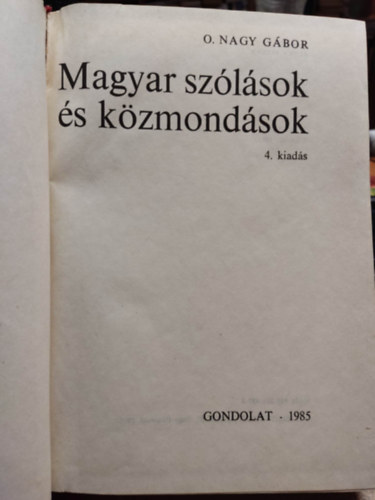 O. NAGY GÁBOR
Magyar szólások
és közmondások
4. kiadás
GONDOLAT · 1985